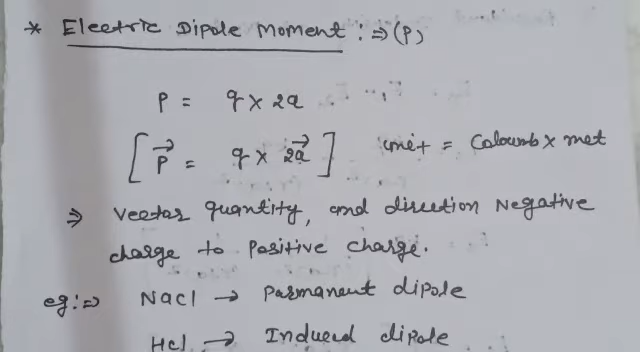 * Electric Dipole Moment :⇒ (P)
P = q × 2a
[ P⃗ = q × 2a⃗ ] unit = Coloumb × met
⇒ Vector quantity, and direction Negative
charge to Positive charge.
eg:⇒ NaCl → Parmanent dipole
HCl → Induced dipole